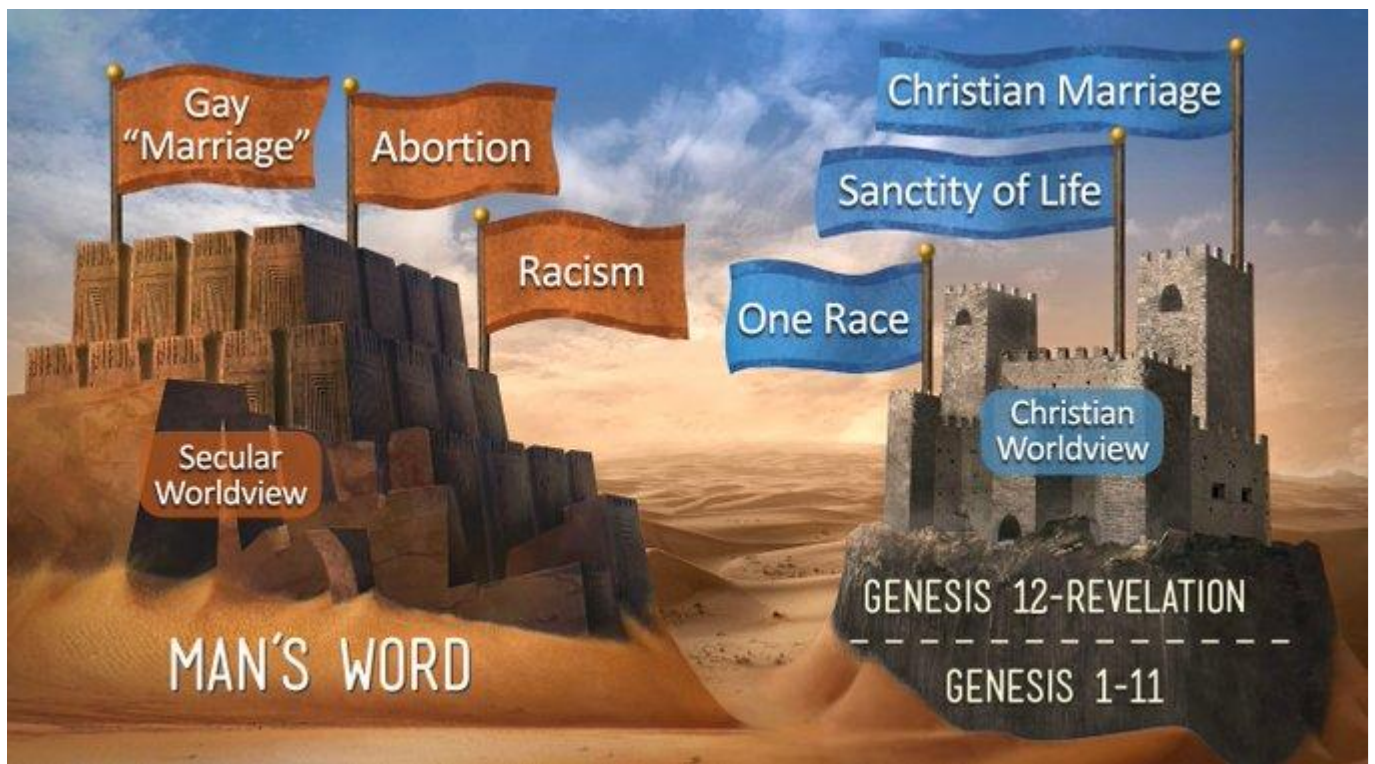 Gay
"Marriage"
Abortion
Racism
Secular
Worldview
MAN'S WORD
Christian Marriage
Sanctity of Life
One Race
Christian
Worldview
GENESIS 12-REVELATION
GENESIS 1-11